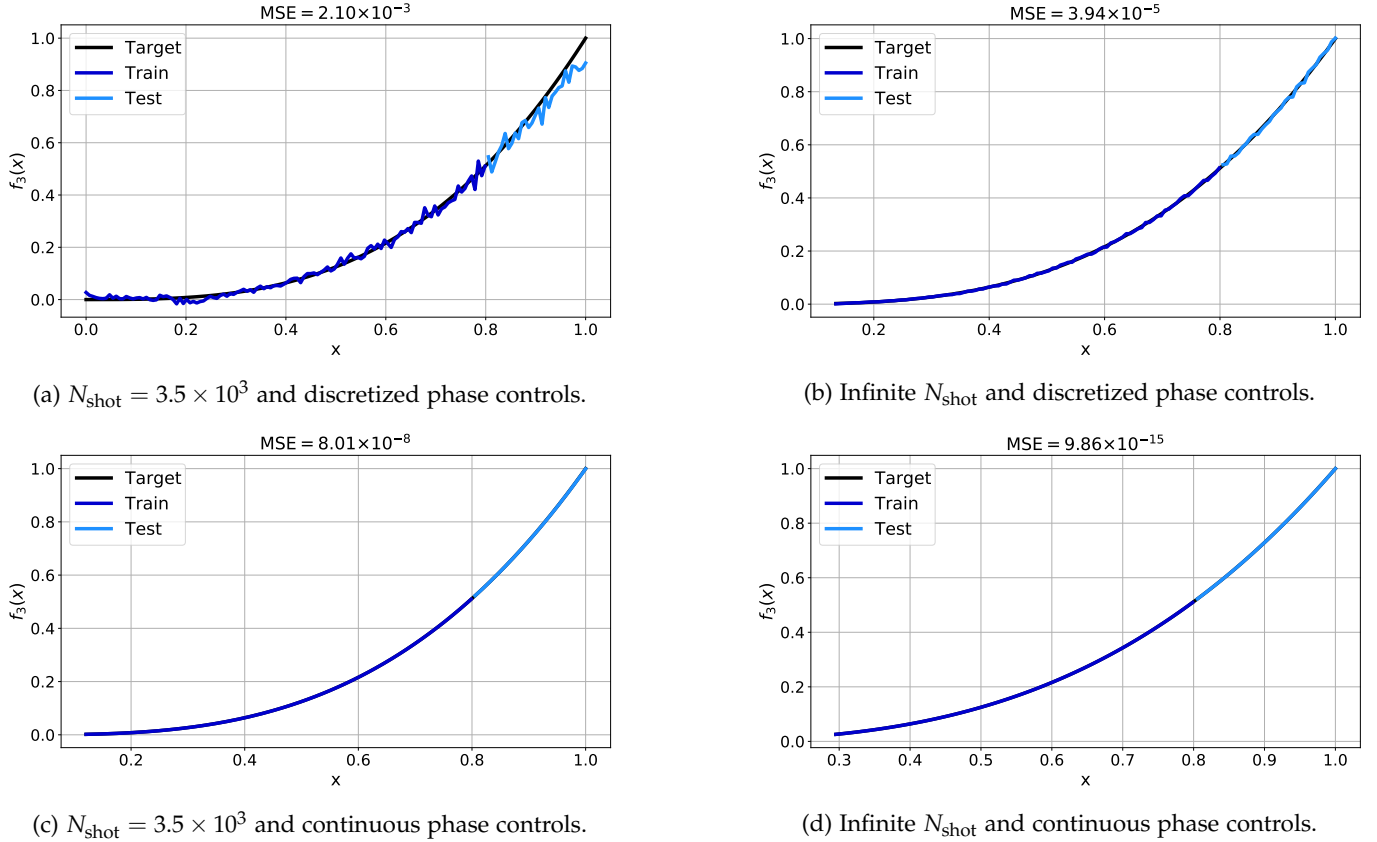 MSE = 2.10×10⁻³
1.0
0.8
0.6
0.4
0.2
0.0
f₃(x)
Target
Train
Test
0.0 0.2 0.4 0.6 0.8 1.0
x
(a) N_shot = 3.5 × 10³ and discretized phase controls.
MSE = 3.94×10⁻⁵
1.0
0.8
0.6
0.4
0.2
0.0
f₃(x)
Target
Train
Test
0.2 0.4 0.6 0.8 1.0
x
(b) Infinite N_shot and discretized phase controls.
MSE = 8.01×10⁻⁸
1.0
0.8
0.6
0.4
0.2
0.0
f₃(x)
Target
Train
Test
0.2 0.4 0.6 0.8 1.0
x
(c) N_shot = 3.5 × 10³ and continuous phase controls.
MSE = 9.86×10⁻¹⁵
1.0
0.8
0.6
0.4
0.2
0.0
f₃(x)
Target
Train
Test
0.3 0.4 0.5 0.6 0.7 0.8 0.9 1.0
x
(d) Infinite N_shot and continuous phase controls.